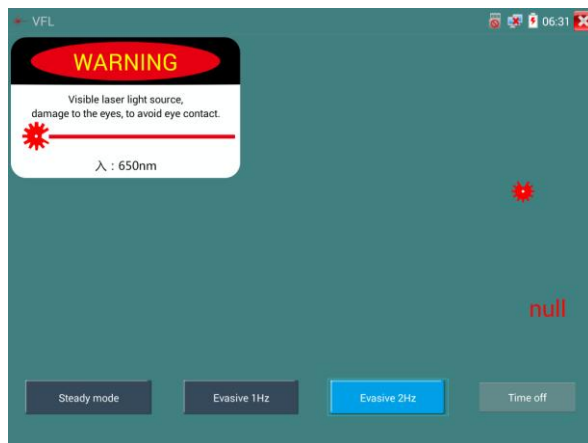 VFL
06:31
WARNING
Visible laser light source,
damage to the eyes, to avoid eye contact.
入 : 650nm
null
Steady mode
Evasive 1Hz
Evasive 2Hz
Time off